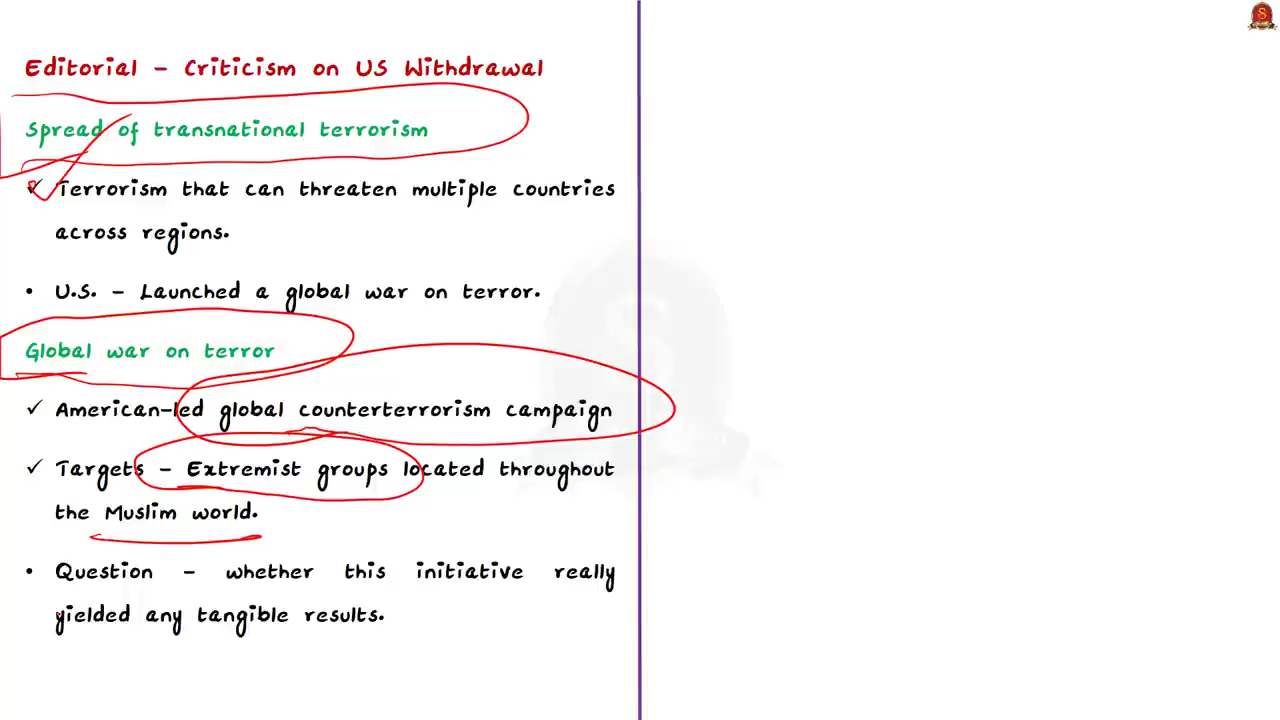 Editorial – Criticism on US Withdrawal
Spread of transnational terrorism
✓ Terrorism that can threaten multiple countries
across regions.
• U.S. – Launched a global war on terror.
Global war on terror
✓ American-led global counterterrorism campaign
✓ Targets – Extremist groups located throughout
the Muslim world.
• Question – whether this initiative really
yielded any tangible results.